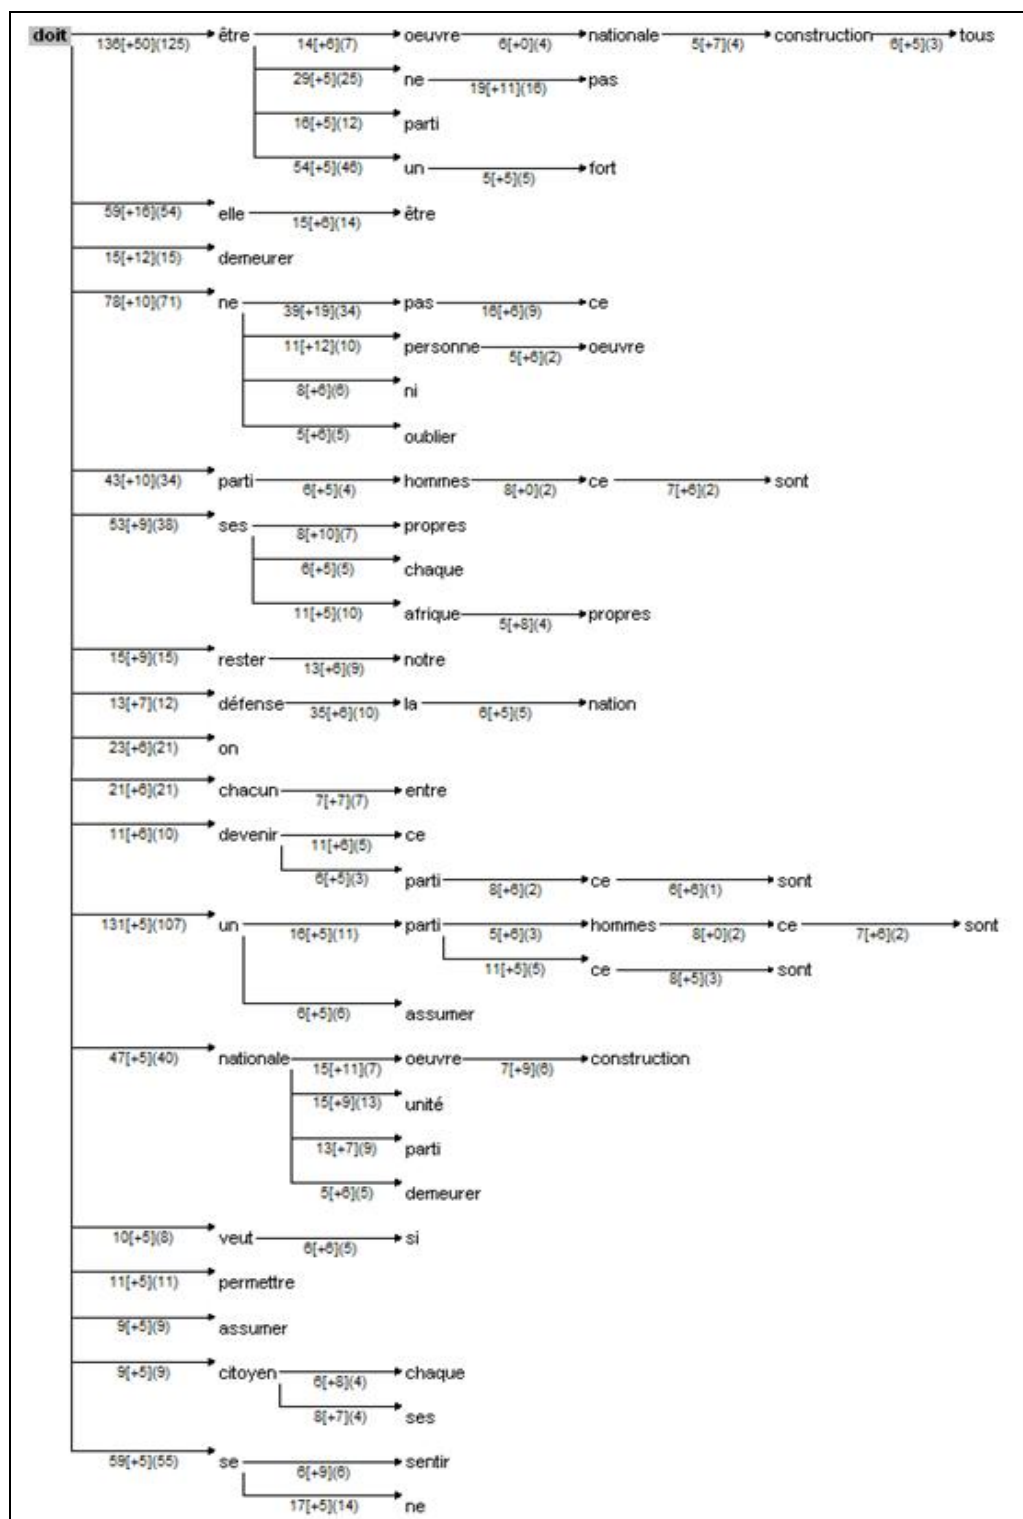 doit 136[+50](125) être 14[+6](7) oeuvre 6[+0](4) nationale 5[+7](4) construction 6[+5](3) tous
29[+5](25) ne 19[+11](16) pas
16[+5](12) parti
54[+5](46) un 5[+5](5) fort
59[+16](54) elle 15[+6](14) être
15[+12](15) demeurer
78[+10](71) ne 39[+19](34) pas 16[+6](9) ce
11[+12](10) personne 5[+6](2) oeuvre
8[+6](6) ni
5[+6](5) oublier
43[+10](34) parti 6[+5](4) hommes 8[+0](2) ce 7[+6](2) sont
53[+9](38) ses 8[+10](7) propres
6[+5](5) chaque
11[+5](10) afrique 5[+8](4) propres
15[+9](15) rester 13[+6](9) notre
13[+7](12) défense 35[+6](10) la 6[+5](5) nation
23[+6](21) on
21[+6](21) chacun 7[+7](7) entre
11[+6](10) devenir 11[+6](5) ce
6[+5](3) parti 8[+6](2) ce 6[+6](1) sont
131[+5](107) un 16[+5](11) parti 5[+6](3) hommes 8[+0](2) ce 7[+6](2) sont
11[+5](5) ce 8[+5](3) sont
6[+5](6) assumer
47[+5](40) nationale 15[+11](7) oeuvre 7[+9](6) construction
15[+9](13) unité
13[+7](9) parti
5[+6](5) demeurer
10[+5](8) veut 6[+6](5) si
11[+5](11) permettre
9[+5](9) assumer
9[+5](9) citoyen 6[+8](4) chaque
8[+7](4) ses
59[+5](55) se 6[+9](6) sentir
17[+5](14) ne